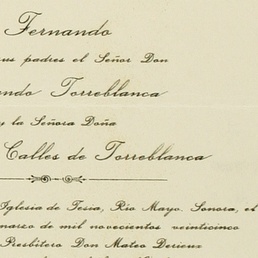 Fernando
sus padres el Señor Don
ndo Torreblanca
y la Señora Doña
Calles de Torreblanca
Iglesia de Tesia, Río Mayo, Sonora, el
marzo de mil novecientos veinticinco
Presbítero Don Mateo Derieux